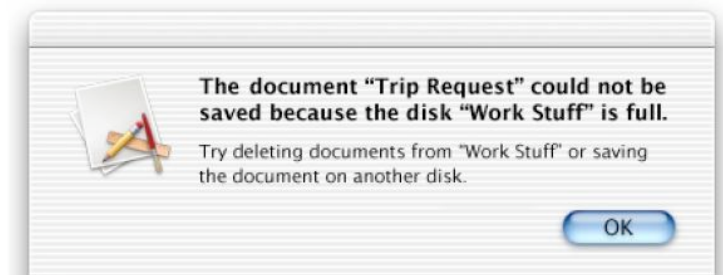 The document “Trip Request” could not be
saved because the disk “Work Stuff” is full.
Try deleting documents from "Work Stuff" or saving
the document on another disk.
OK